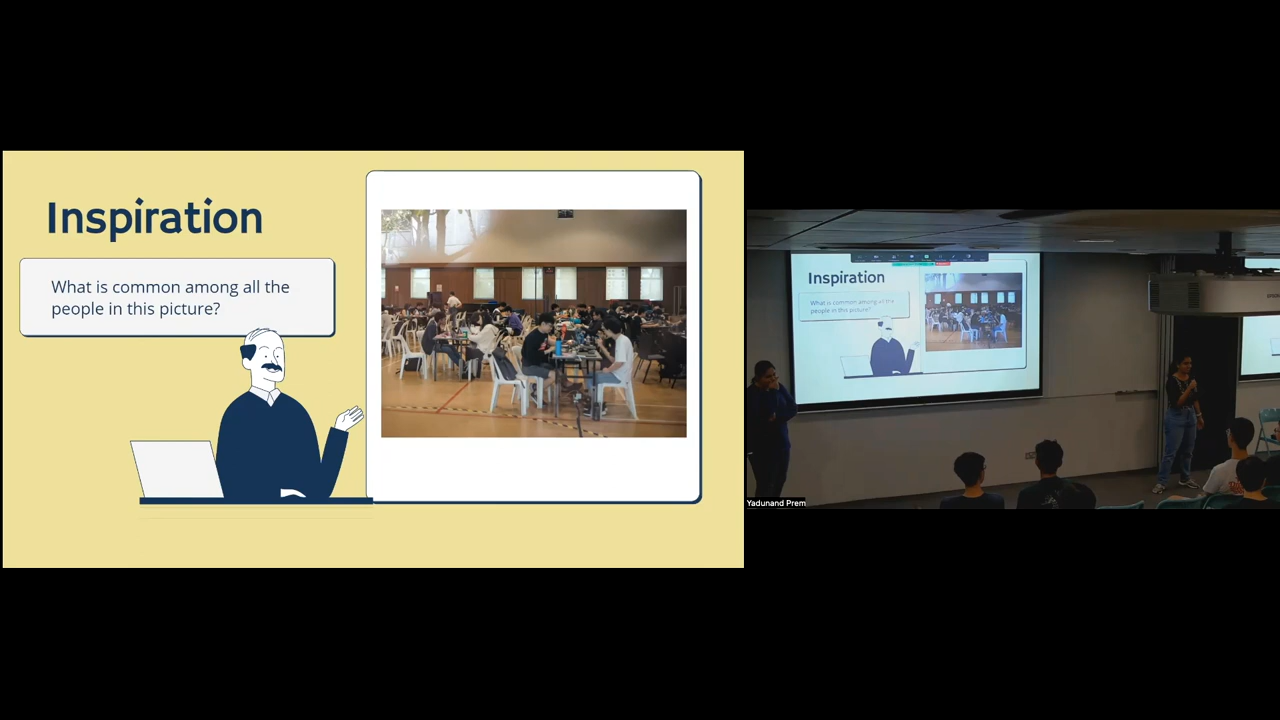 Inspiration
What is common among all the
people in this picture?
Inspiration
What is common among all the
people in this picture?
Yadunand Prem